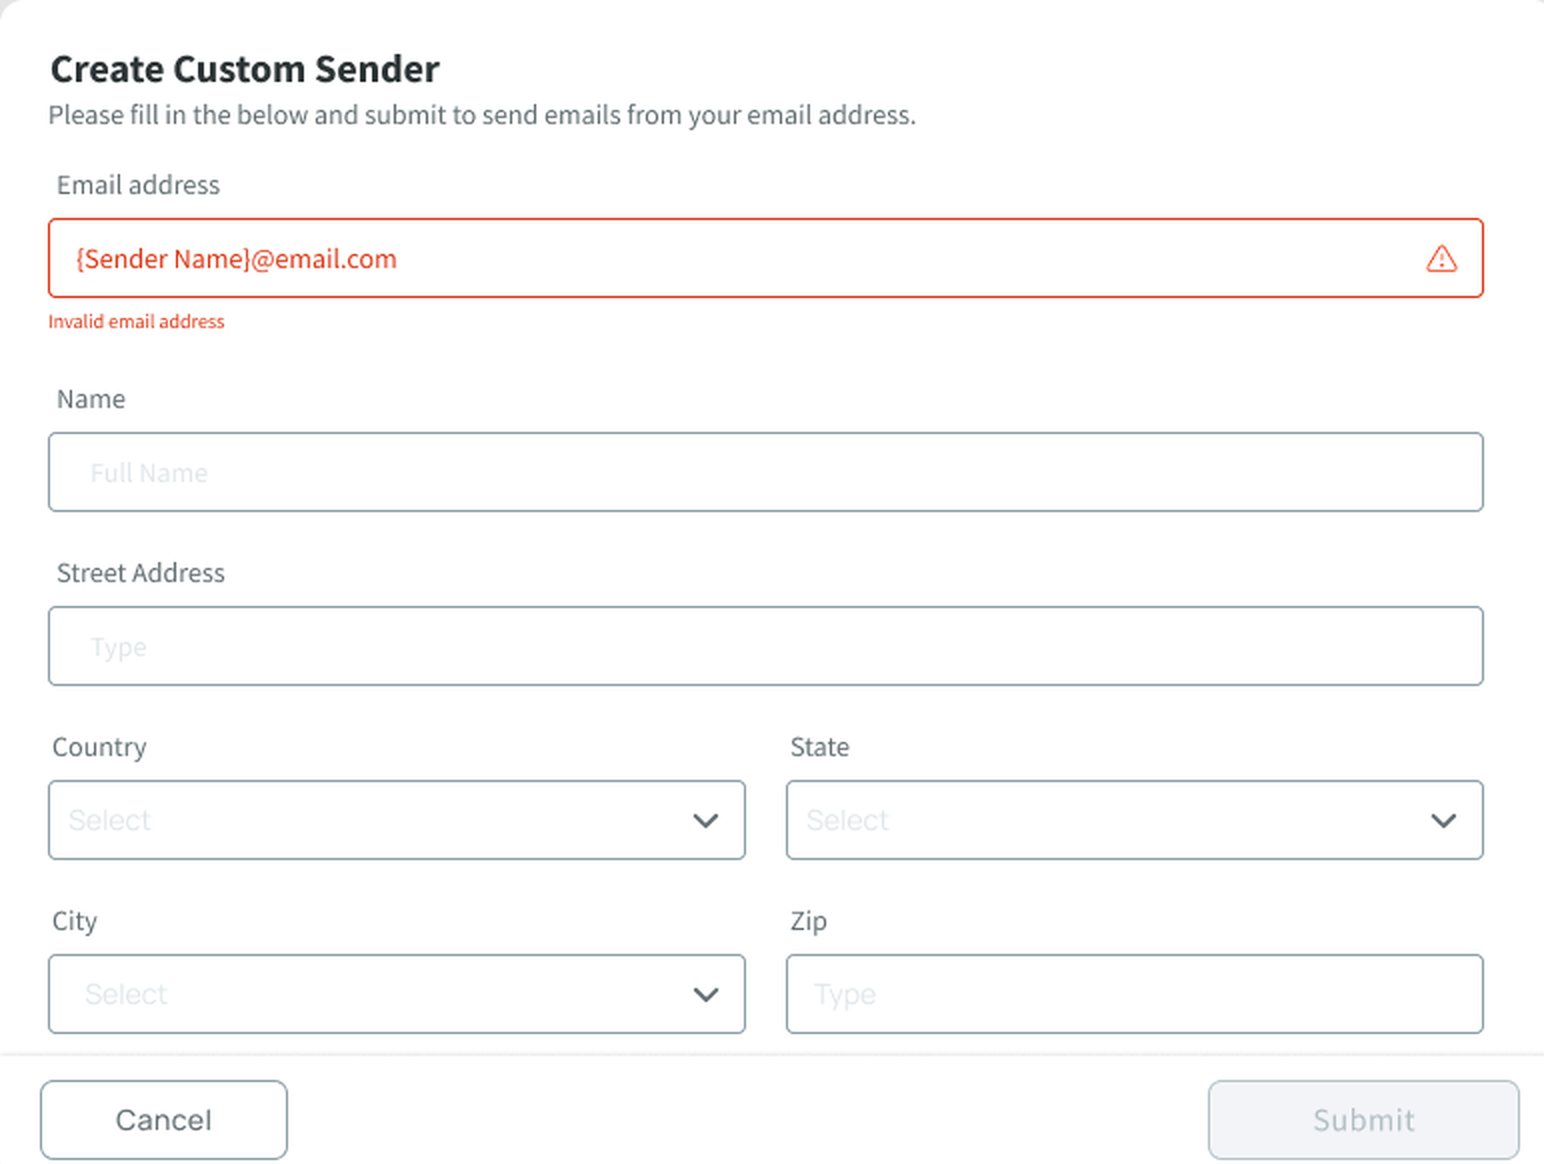 Create Custom Sender
Please fill in the below and submit to send emails from your email address.
Email address
{Sender Name}@email.com
Invalid email address
Name
Full Name
Street Address
Type
Country State
Select Select
City Zip
Select Type
Cancel Submit